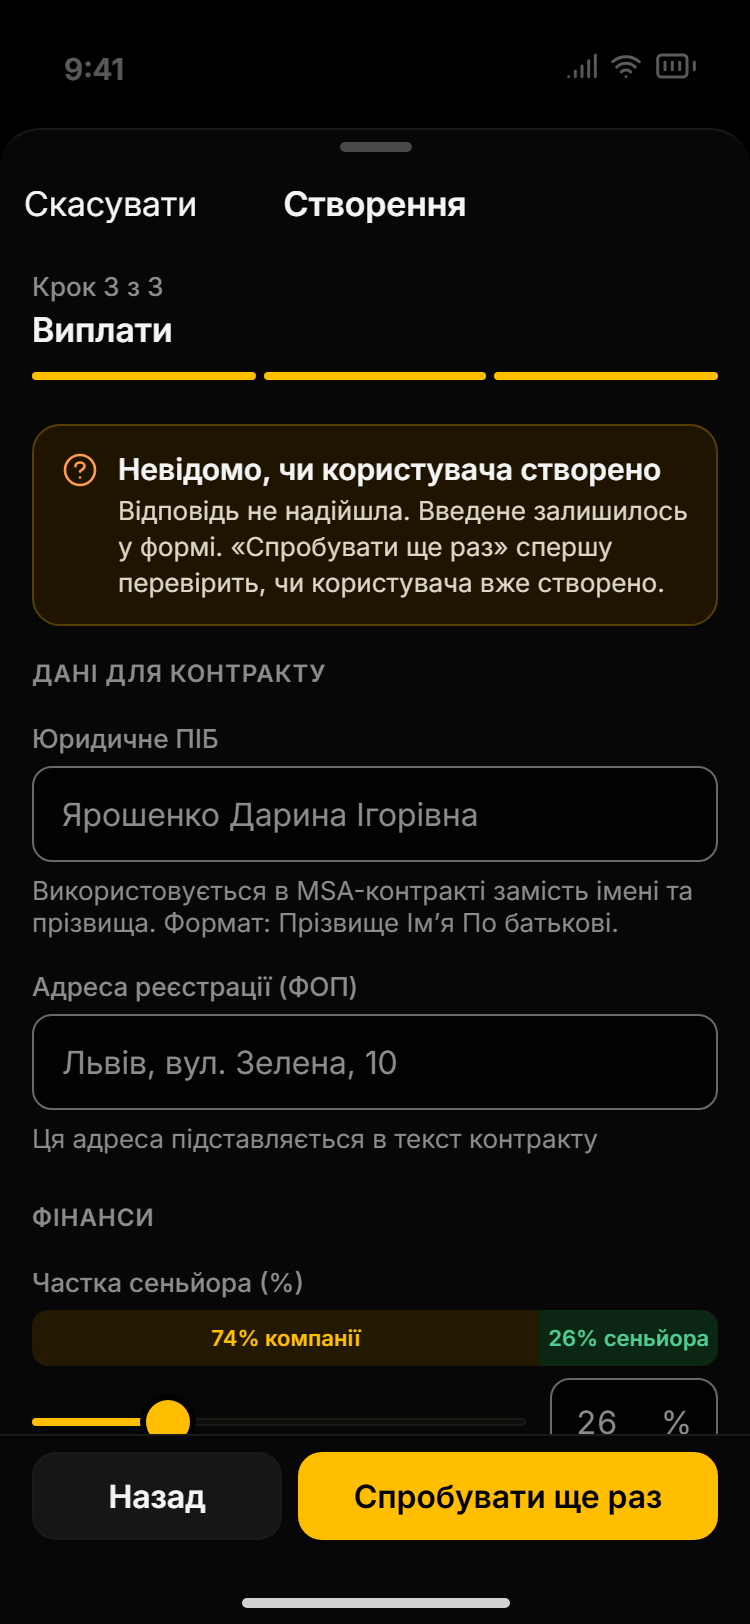 9:41
Скасувати
Створення
Крок 3 з 3
Виплати
Невідомо, чи користувача створено
Відповідь не надійшла. Введене залишилось
у формі. «Спробувати ще раз» спершу
перевірить, чи користувача вже створено.
ДАНІ ДЛЯ КОНТРАКТУ
Юридичне ПІБ
Ярошенко Дарина Ігорівна
Використовується в MSA-контракті замість імені та
прізвища. Формат: Прізвище Ім’я По батькові.
Адреса реєстрації (ФОП)
Львів, вул. Зелена, 10
Ця адреса підставляється в текст контракту
ФІНАНСИ
Частка сеньйора (%)
74% компанії
26% сеньйора
26 %
Назад
Спробувати ще раз